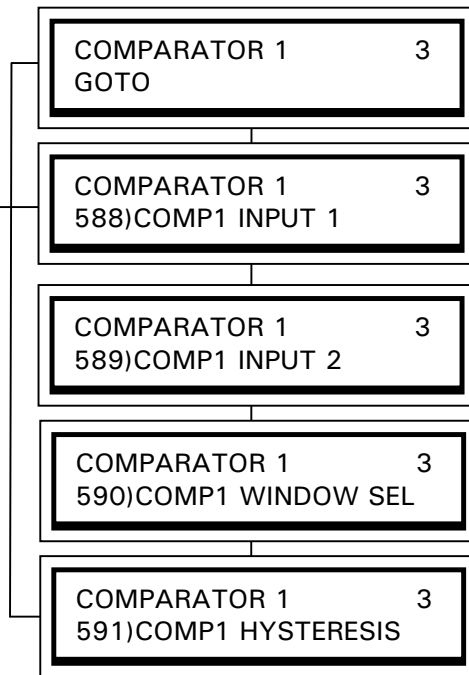 COMPARATOR 1 3
GOTO
COMPARATOR 1 3
588)COMP1 INPUT 1
COMPARATOR 1 3
589)COMP1 INPUT 2
COMPARATOR 1 3
590)COMP1 WINDOW SEL
COMPARATOR 1 3
591)COMP1 HYSTERESIS